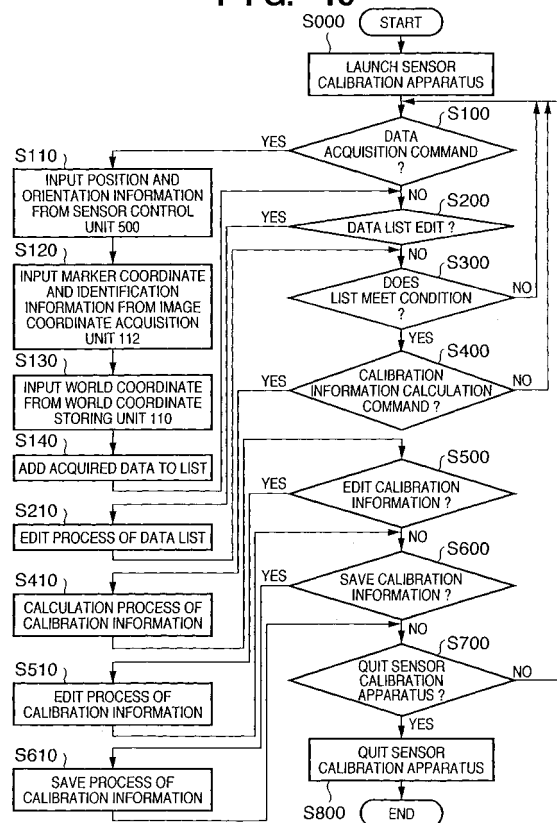 FIG. 10
S000
START
LAUNCH SENSOR
CALIBRATION APPARATUS
S100
YES
DATA
ACQUISITION COMMAND
?
NO
S110
INPUT POSITION AND
ORIENTATION INFORMATION
FROM SENSOR CONTROL
UNIT 500
S200
YES
DATA LIST EDIT ?
NO
S120
INPUT MARKER COORDINATE
AND IDENTIFICATION
INFORMATION FROM IMAGE
COORDINATE ACQUISITION
UNIT 112
S300
DOES
LIST MEET CONDITION
?
NO
YES
S130
INPUT WORLD COORDINATE
FROM WORLD COORDINATE
STORING UNIT 110
S400
YES
CALIBRATION
INFORMATION CALCULATION
COMMAND ?
NO
S140
ADD ACQUIRED DATA TO LIST
S500
YES
EDIT CALIBRATION
INFORMATION ?
NO
S210
EDIT PROCESS OF DATA LIST
S600
YES
SAVE CALIBRATION
INFORMATION ?
NO
S410
CALCULATION PROCESS OF
CALIBRATION INFORMATION
S700
QUIT SENSOR
CALIBRATION
APPARATUS ?
NO
YES
S510
EDIT PROCESS OF
CALIBRATION INFORMATION
S610
SAVE PROCESS OF
CALIBRATION INFORMATION
QUIT SENSOR
CALIBRATION APPARATUS
S800
END